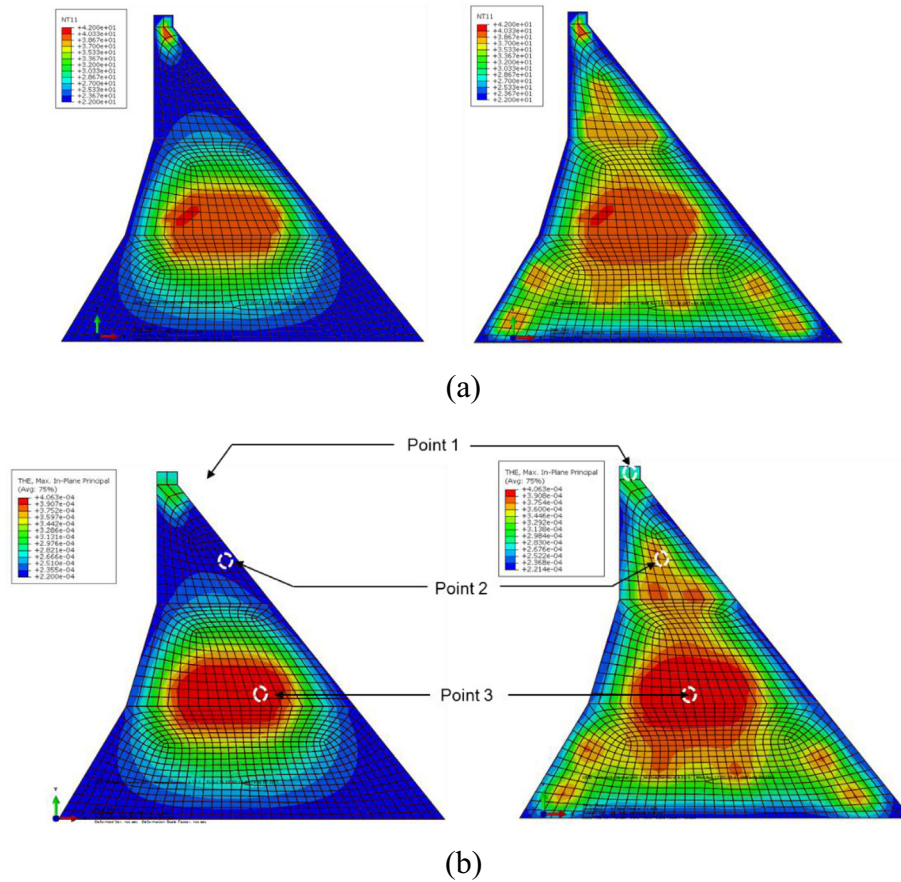 NT11
+4.200e+01
+4.033e+01
+3.867e+01
+3.700e+01
+3.533e+01
+3.367e+01
+3.200e+01
+3.033e+01
+2.867e+01
+2.700e+01
+2.533e+01
+2.367e+01
+2.200e+01
NT11
+4.200e+01
+4.033e+01
+3.867e+01
+3.700e+01
+3.533e+01
+3.367e+01
+3.200e+01
+3.033e+01
+2.867e+01
+2.700e+01
+2.533e+01
+2.367e+01
+2.200e+01
(a)
Point 1
THE, Max. In-Plane Principal
(Avg: 75%)
+4.063e-04
+3.907e-04
+3.752e-04
+3.597e-04
+3.442e-04
+3.286e-04
+3.131e-04
+2.976e-04
+2.821e-04
+2.666e-04
+2.510e-04
+2.355e-04
+2.200e-04
THE, Max. In-Plane Principal
(Avg: 75%)
+4.063e-04
+3.908e-04
+3.754e-04
+3.600e-04
+3.446e-04
+3.292e-04
+3.138e-04
+2.984e-04
+2.830e-04
+2.676e-04
+2.522e-04
+2.368e-04
+2.214e-04
Point 2
Point 3
Y
(b)